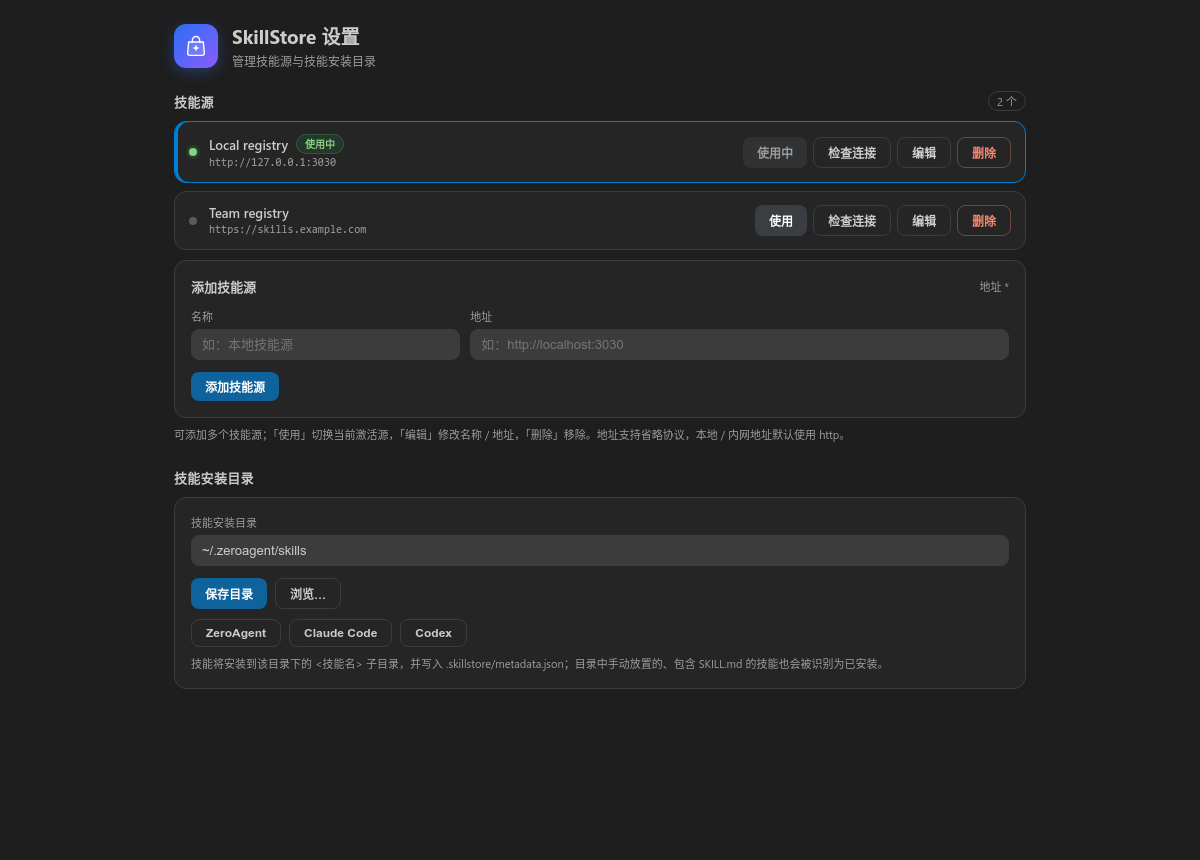 SkillStore 设置
管理技能源与技能安装目录
技能源
2 个
Local registry 使用中
http://127.0.0.1:3030
使用中 检查连接 编辑 删除
Team registry
https://skills.example.com
使用 检查连接 编辑 删除
添加技能源
地址 *
名称
地址
如：本地技能源
如：http://localhost:3030
添加技能源
可添加多个技能源；「使用」切换当前激活源，「编辑」修改名称 / 地址，「删除」移除。地址支持省略协议，本地 / 内网地址默认使用 http。
技能安装目录
技能安装目录
~/.zeroagent/skills
保存目录 浏览…
ZeroAgent Claude Code Codex
技能将安装到该目录下的 <技能名> 子目录，并写入 .skillstore/metadata.json；目录中手动放置的、包含 SKILL.md 的技能也会被识别为已安装。